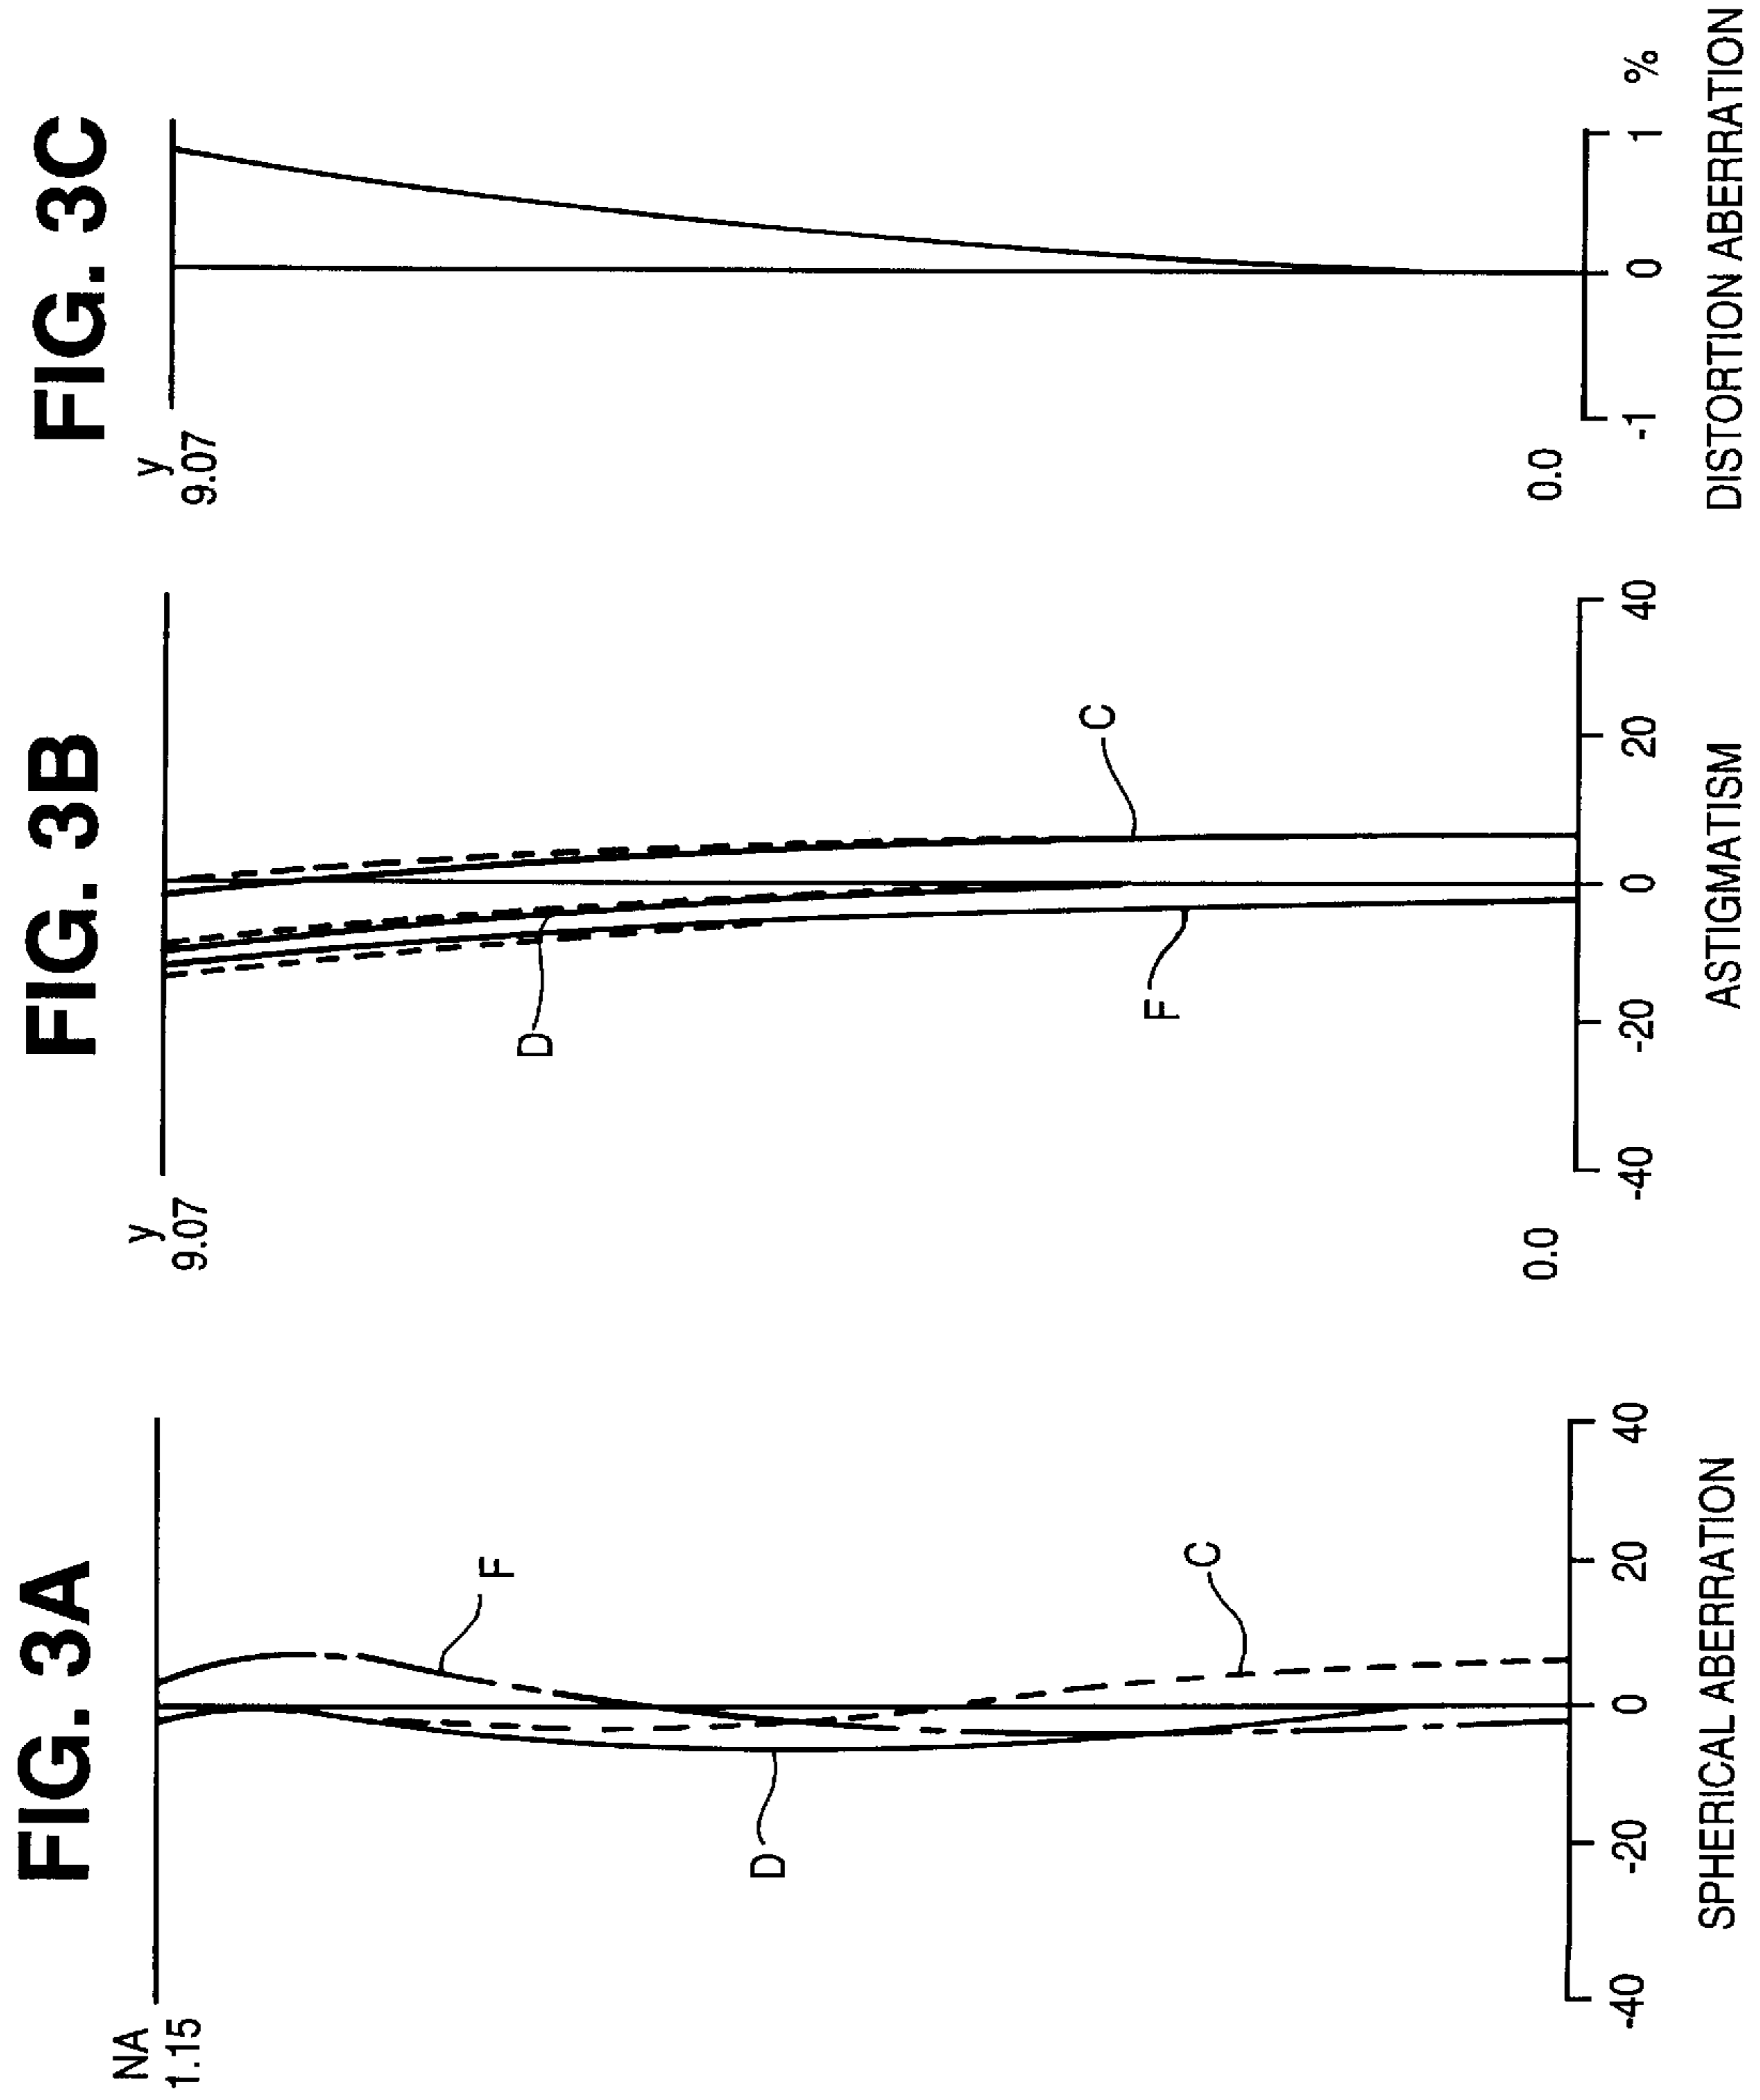 FIG. 3A
NA
1.15
F
C
D
-40
-20
0
20
40
SPHERICAL ABERRATION
FIG. 3B
y
9.07
D
C
F
0.0
-40
-20
0
20
40
ASTIGMATISM
FIG. 3C
y
9.07
0.0
-1
0
1
%
DISTORTION ABERRATION